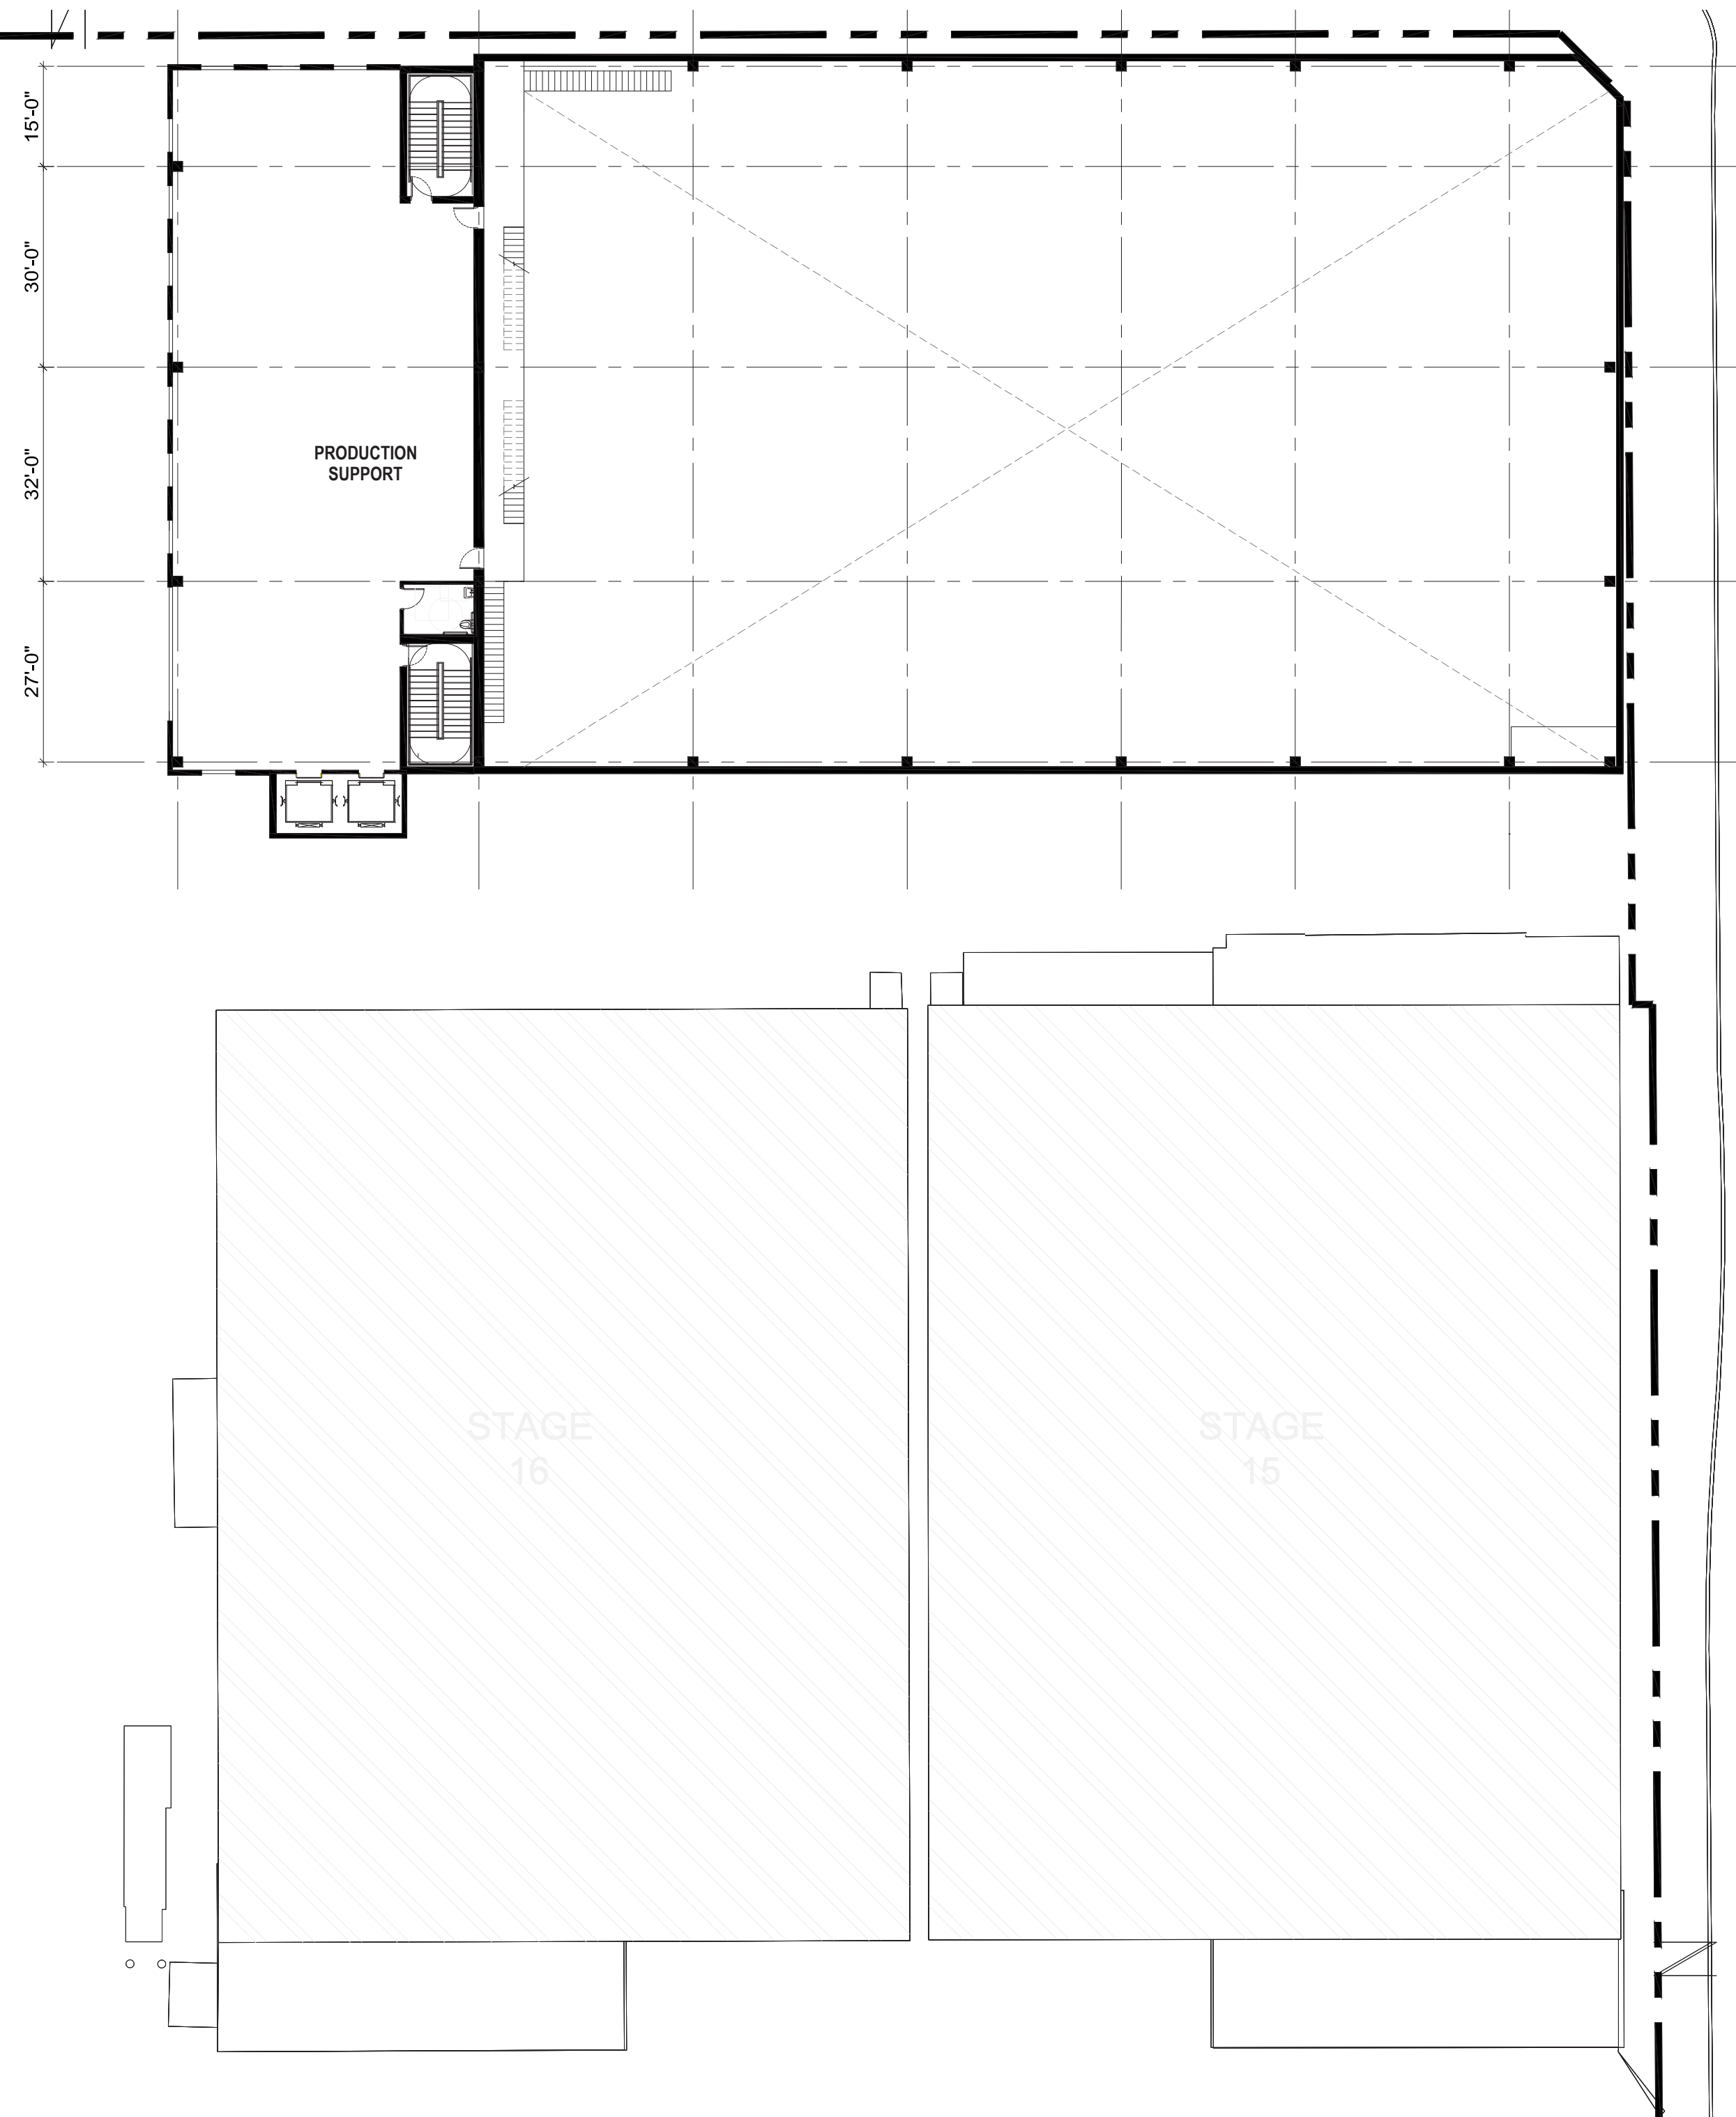 15'-0"
30'-0"
32'-0"
27'-0"
PRODUCTION
SUPPORT
STAGE
16
STAGE
15